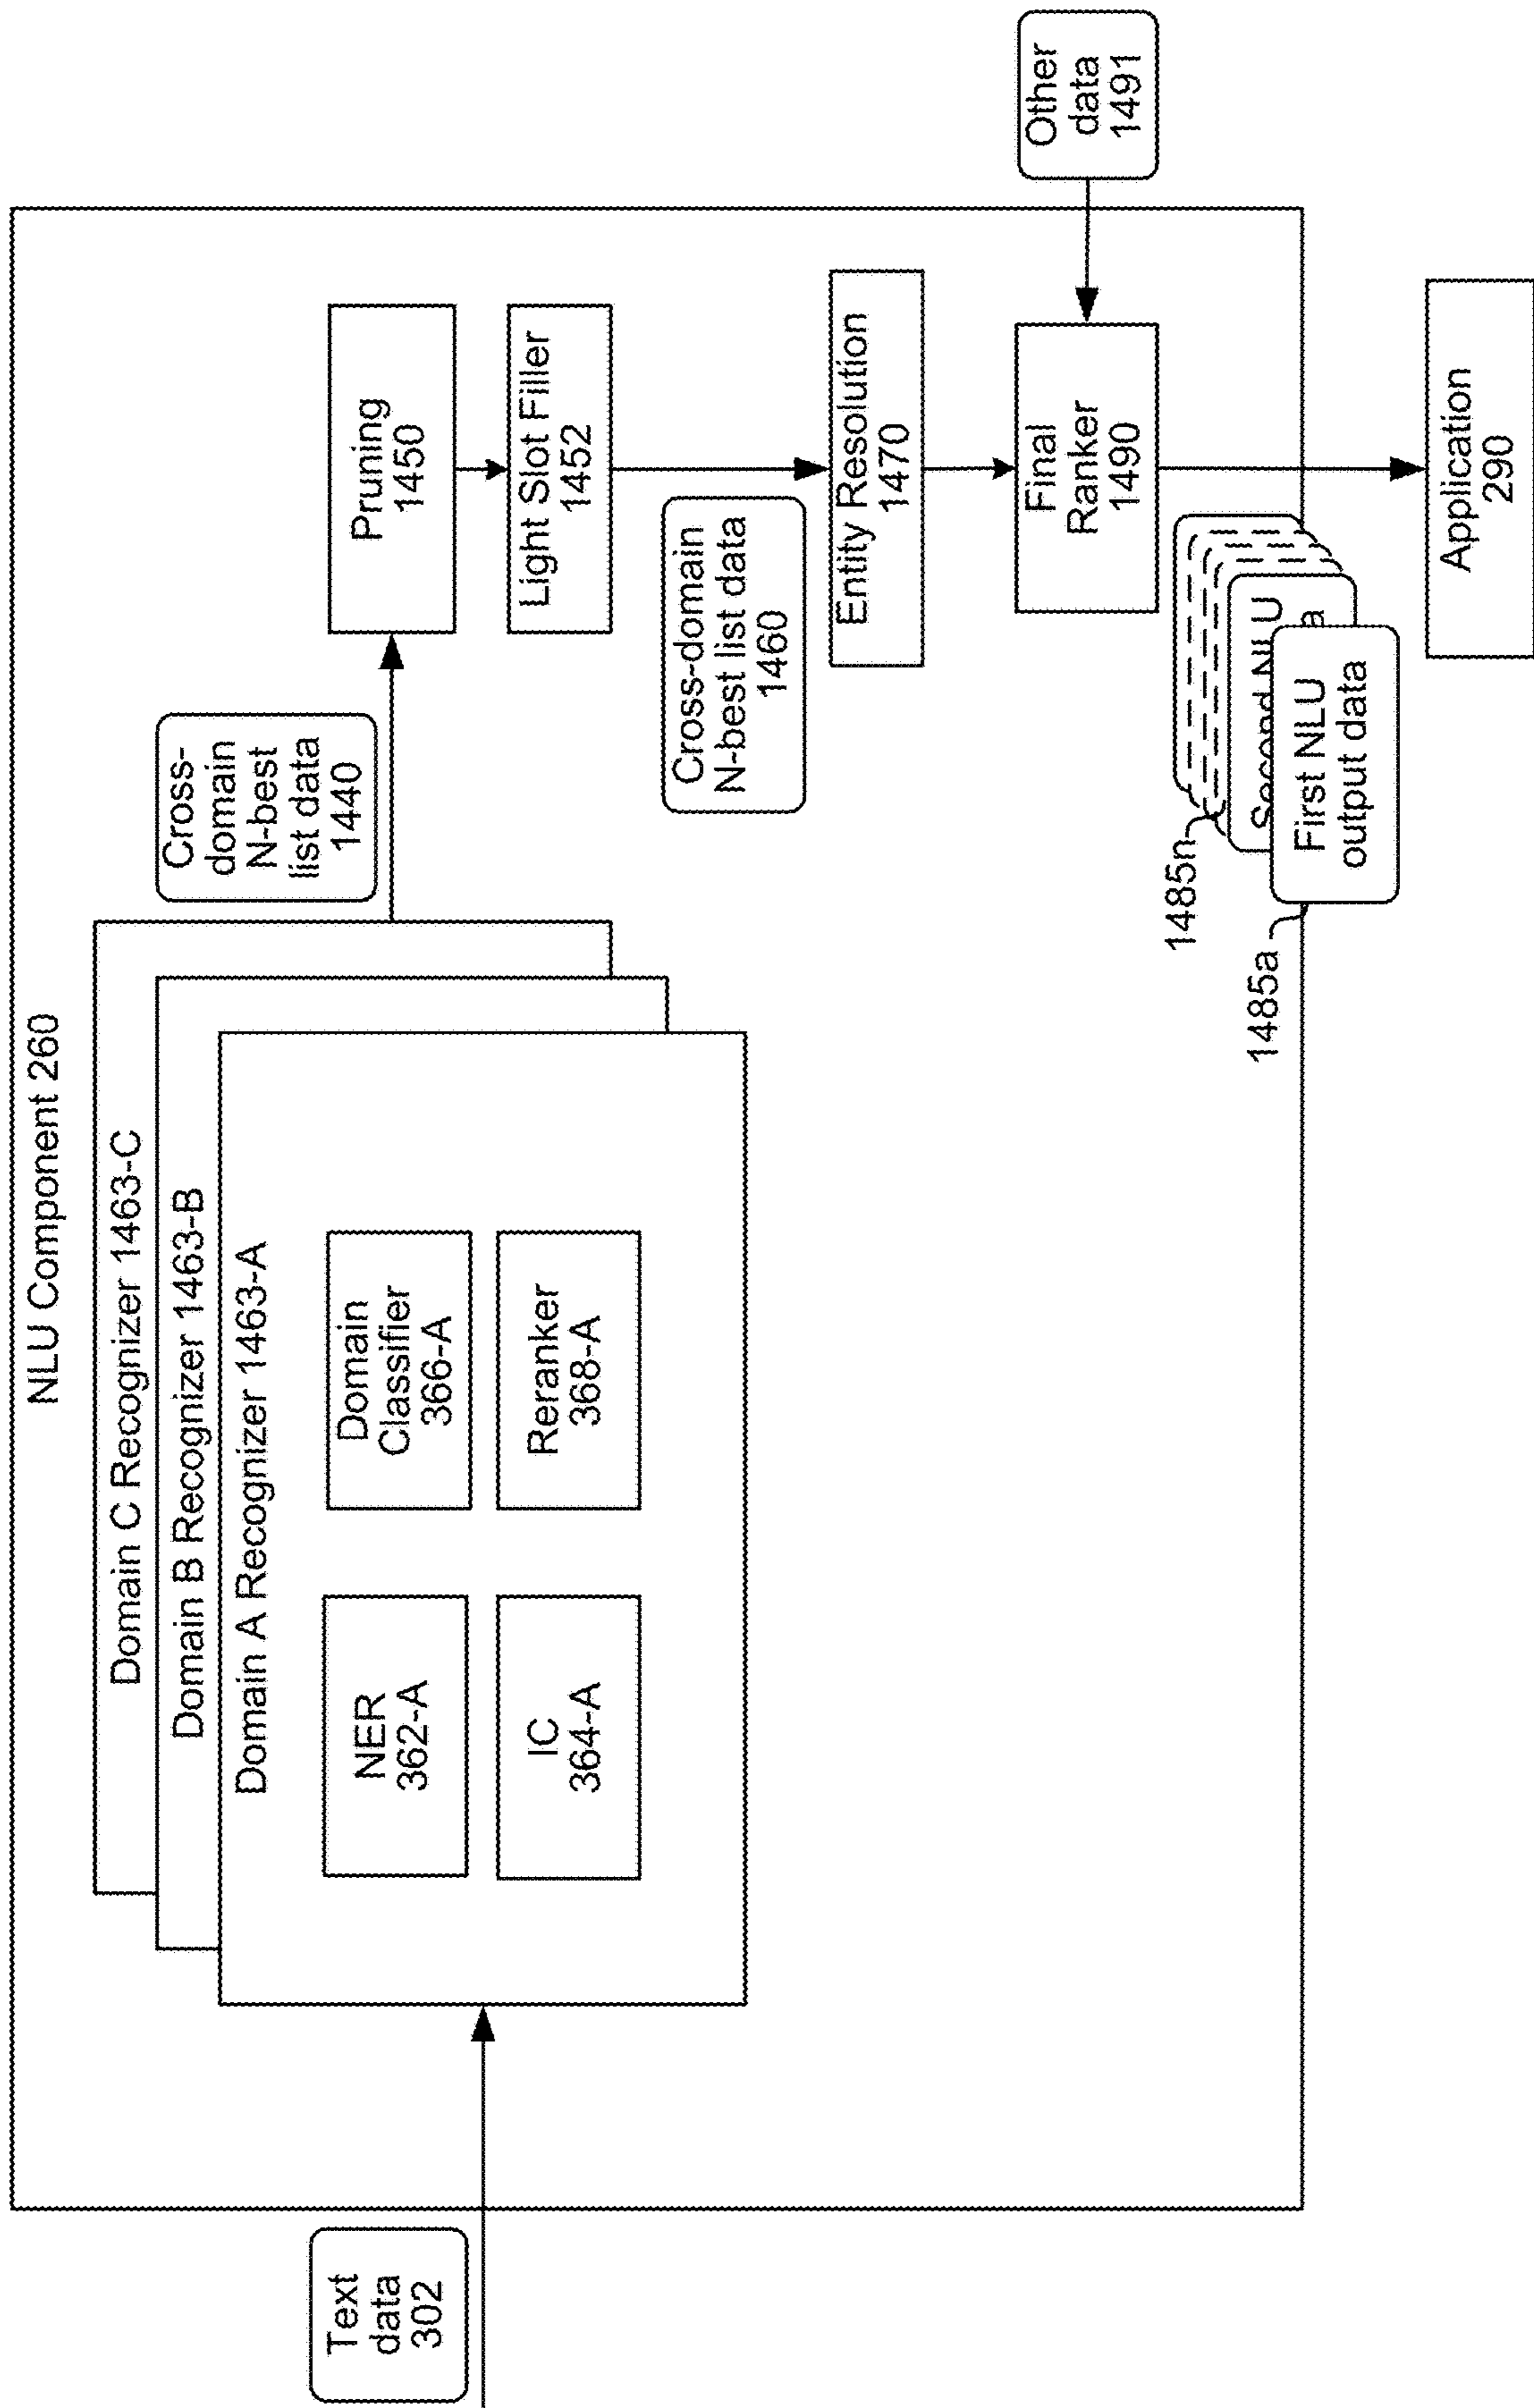 NLU Component 260
Domain C Recognizer 1463-C
Domain B Recognizer 1463-B
Domain A Recognizer 1463-A
Text
data
302
NER
362-A
Domain
Classifier
366-A
IC
364-A
Reranker
368-A
Cross-
domain
N-best
list data
1440
Pruning
1450
Light Slot Filler
1452
Cross-domain
N-best list data
1460
Entity Resolution
1470
Final
Ranker
1490
Other
data
1491
1485n
1485a
Second NLU
First NLU
output data
Application
290